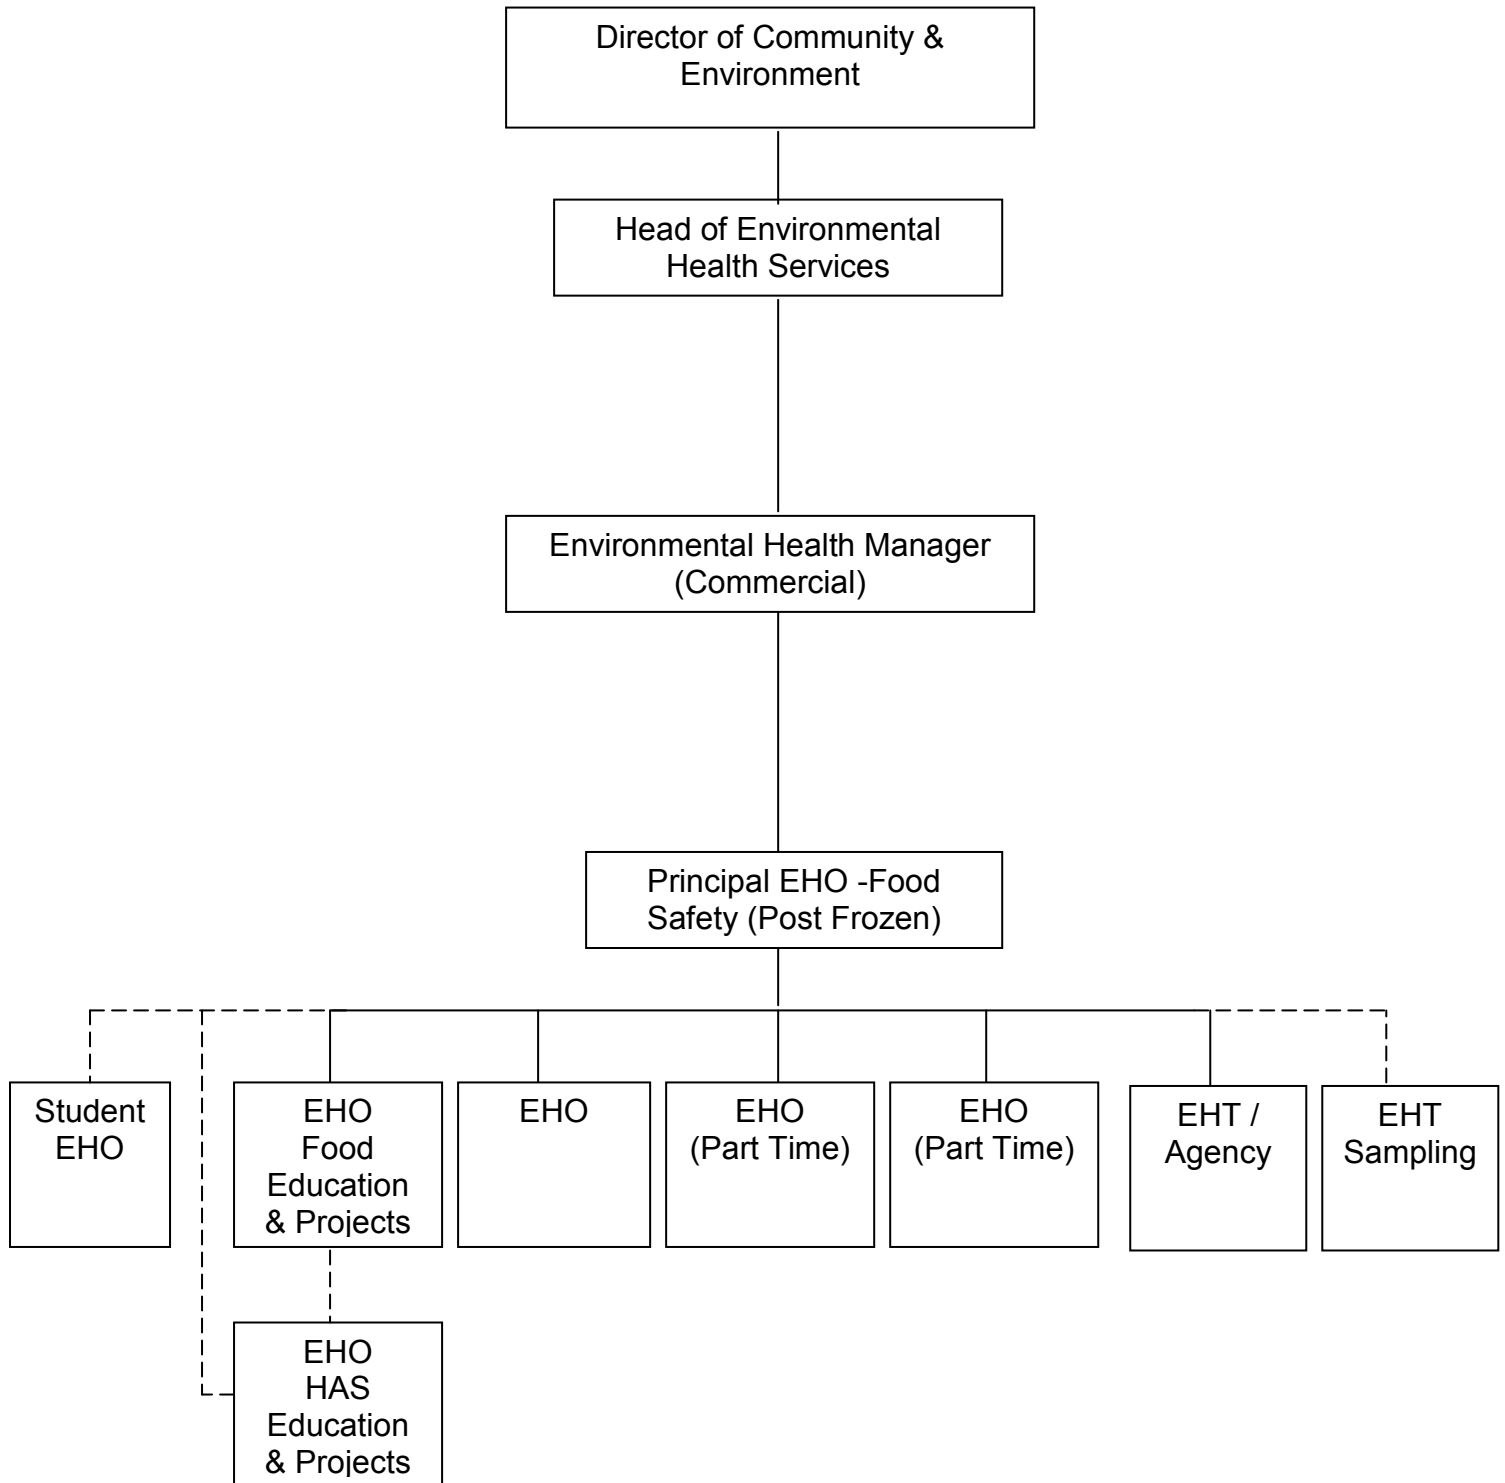 Director of Community &
Environment
Head of Environmental
Health Services
Environmental Health Manager
(Commercial)
Principal EHO -Food
Safety (Post Frozen)
Student
EHO
EHO
Food
Education
& Projects
EHO
EHO
(Part Time)
EHO
(Part Time)
EHT /
Agency
EHT
Sampling
EHO
HAS
Education
& Projects